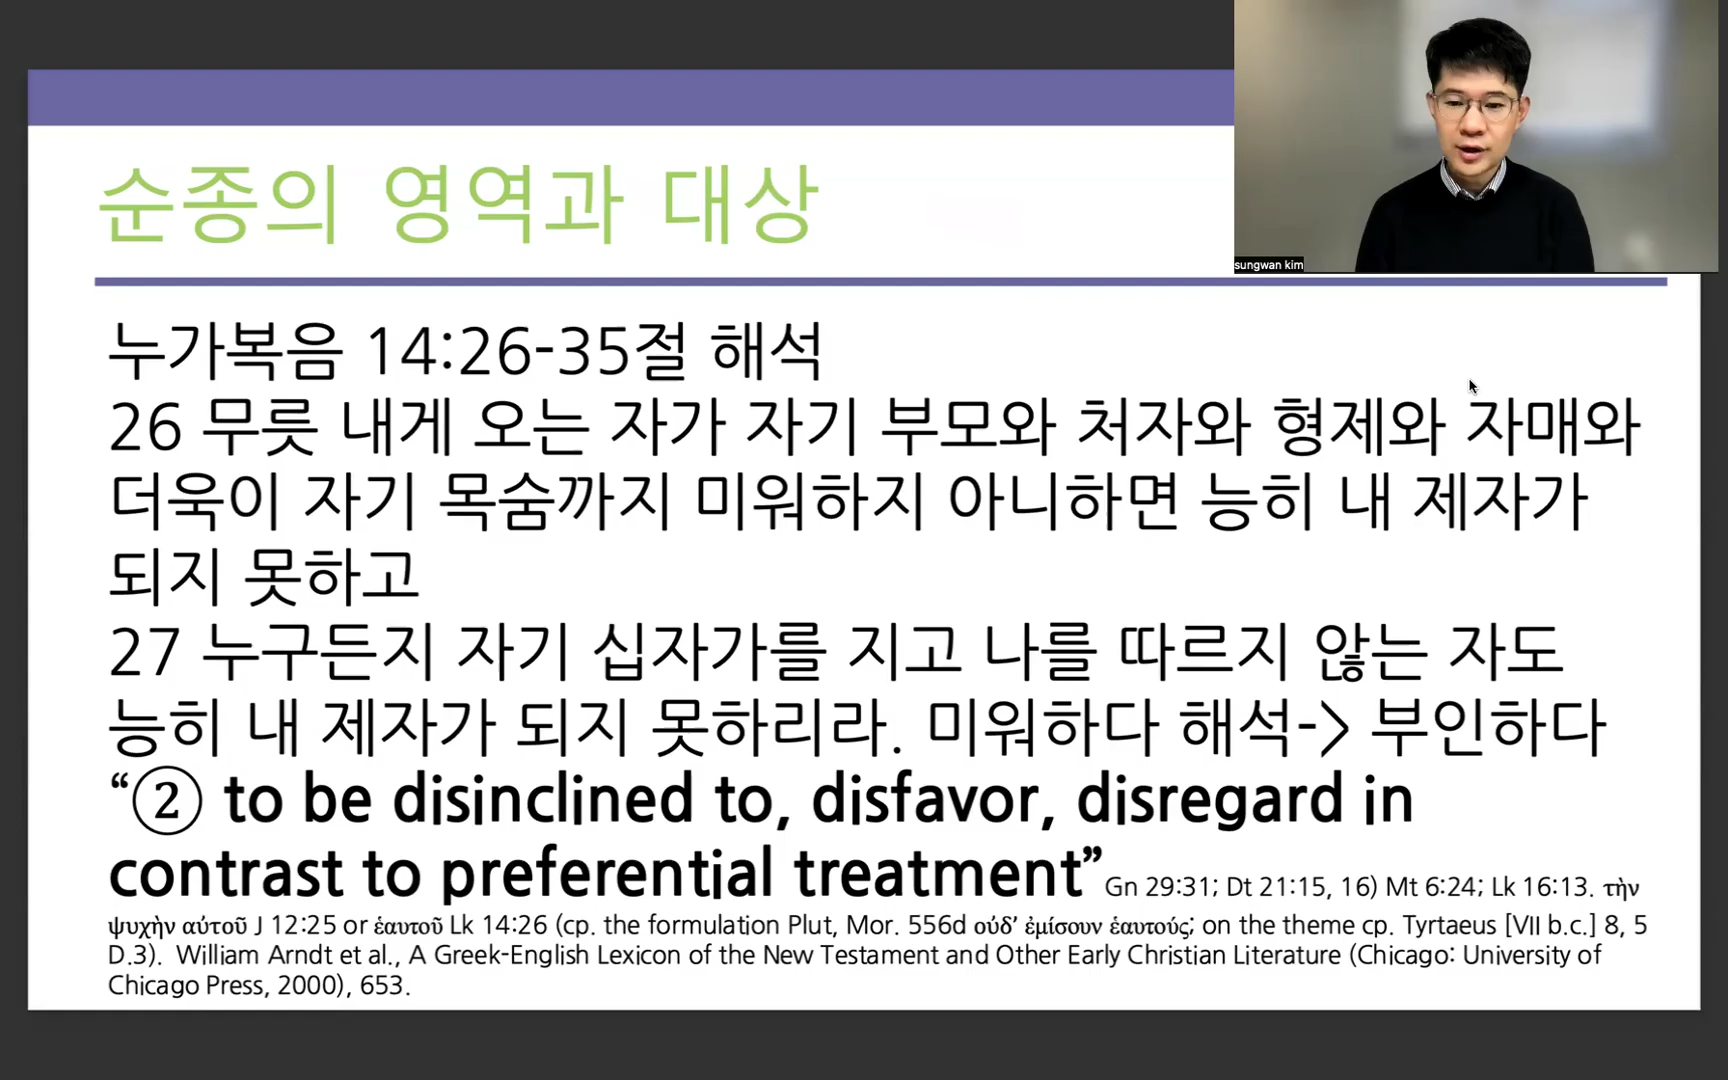 순종의 영역과 대상
sungwan kim
누가복음 14:26-35절 해석
26 무릇 내게 오는 자가 자기 부모와 처자와 형제와 자매와
더욱이 자기 목숨까지 미워하지 아니하면 능히 내 제자가
되지 못하고
27 누구든지 자기 십자가를 지고 나를 따르지 않는 자도
능히 내 제자가 되지 못하리라. 미워하다 해석-> 부인하다
“② to be disinclined to, disfavor, disregard in
contrast to preferential treatment” Gn 29:31; Dt 21:15, 16) Mt 6:24; Lk 16:13. τὴν
ψυχὴν αὐτοῦ J 12:25 or ἑαυτοῦ Lk 14:26 (cp. the formulation Plut, Mor. 556d οὐδ’ ἐμίσουν ἑαυτούς; on the theme cp. Tyrtaeus [VII b.c.] 8, 5
D.3). William Arndt et al., A Greek-English Lexicon of the New Testament and Other Early Christian Literature (Chicago: University of
Chicago Press, 2000), 653.